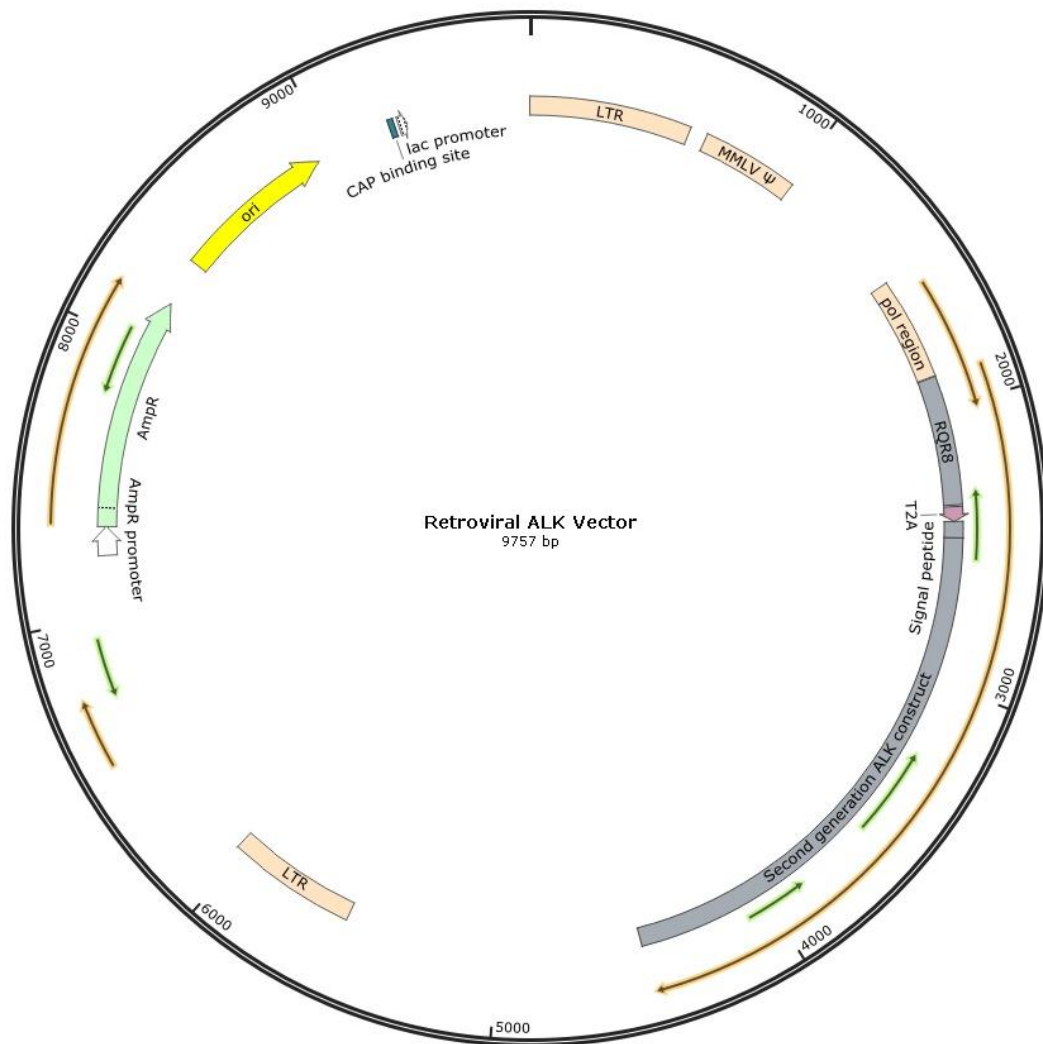 LTR
MMLV Ψ
1000
pol region
2000
RQR8
T2A
Signal peptide
3000
Second generation ALK construct
4000
5000
LTR
6000
7000
AmpR promoter
AmpR
8000
ori
9000
CAP binding site
lac promoter
Retroviral ALK Vector
9757 bp